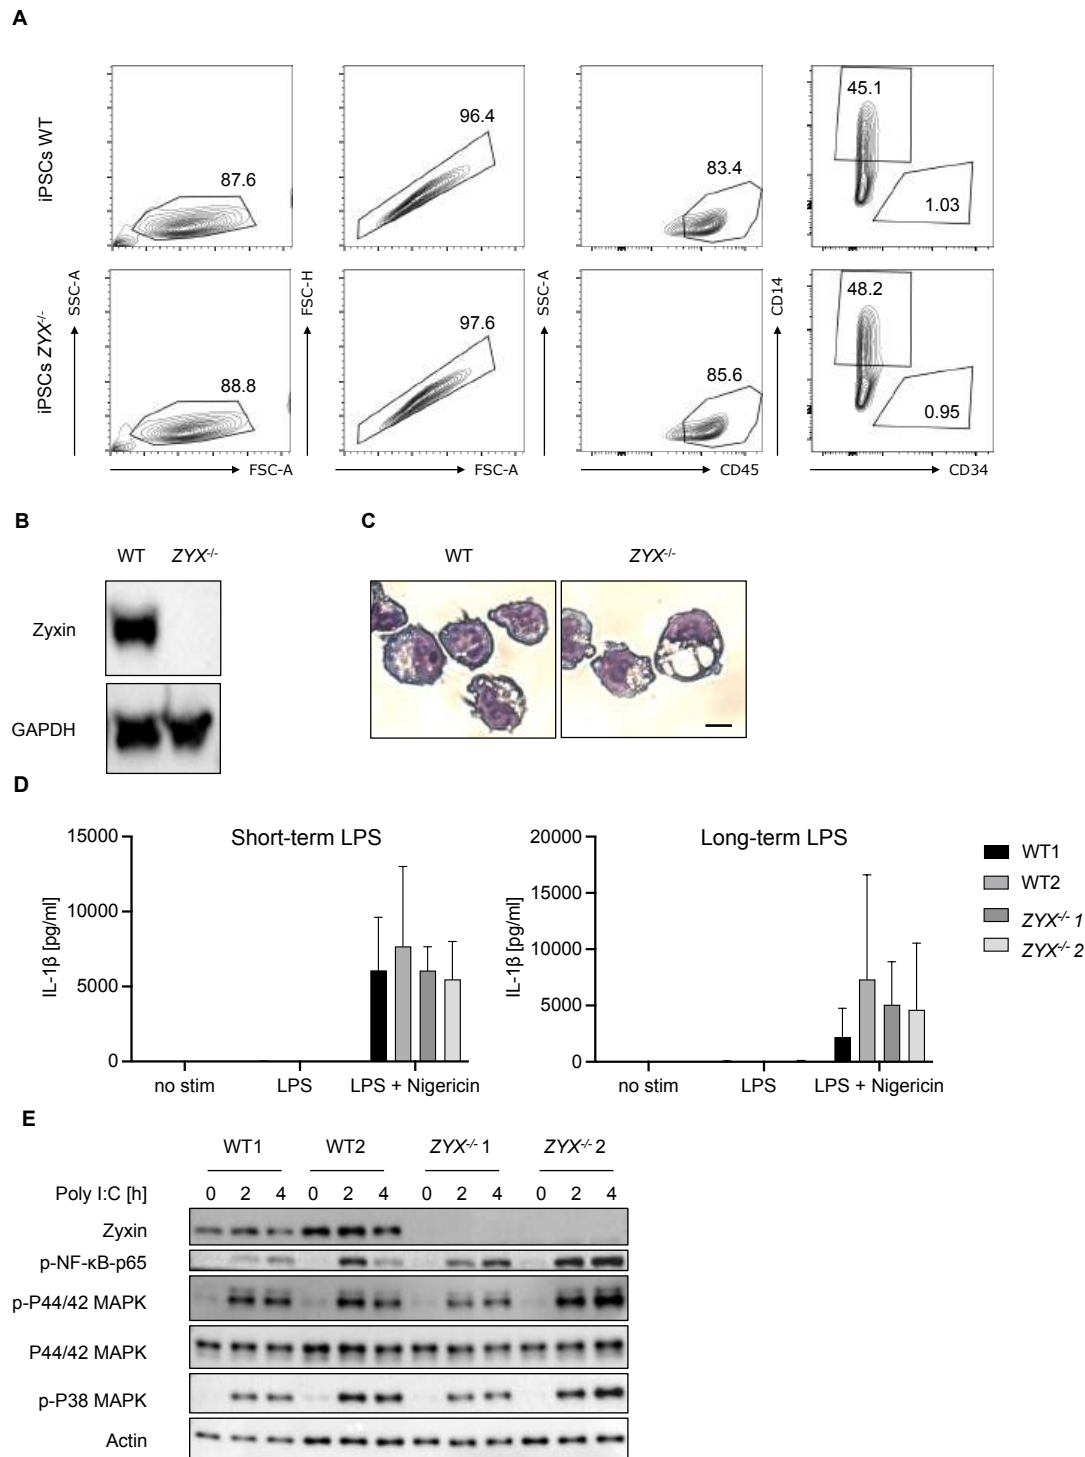 A
iPSCs WT
87.6
96.4
83.4
45.1
1.03
iPSCs ZYX-/-
SSC-A
88.8
FSC-H
97.6
SSC-A
85.6
CD14
48.2
0.95
FSC-A
FSC-A
CD45
CD34
B
WT ZYX-/-
Zyxin
GAPDH
C
WT ZYX-/-
D
Short-term LPS
IL-1β [pg/ml]
15000
10000
5000
0
no stim LPS LPS + Nigericin
Long-term LPS
IL-1β [pg/ml]
20000
15000
10000
5000
0
no stim LPS LPS + Nigericin
WT1
WT2
ZYX-/- 1
ZYX-/- 2
E
WT1 WT2 ZYX-/- 1 ZYX-/- 2
Poly I:C [h] 0 2 4 0 2 4 0 2 4 0 2 4
Zyxin
p-NF-κB-p65
p-P44/42 MAPK
P44/42 MAPK
p-P38 MAPK
Actin